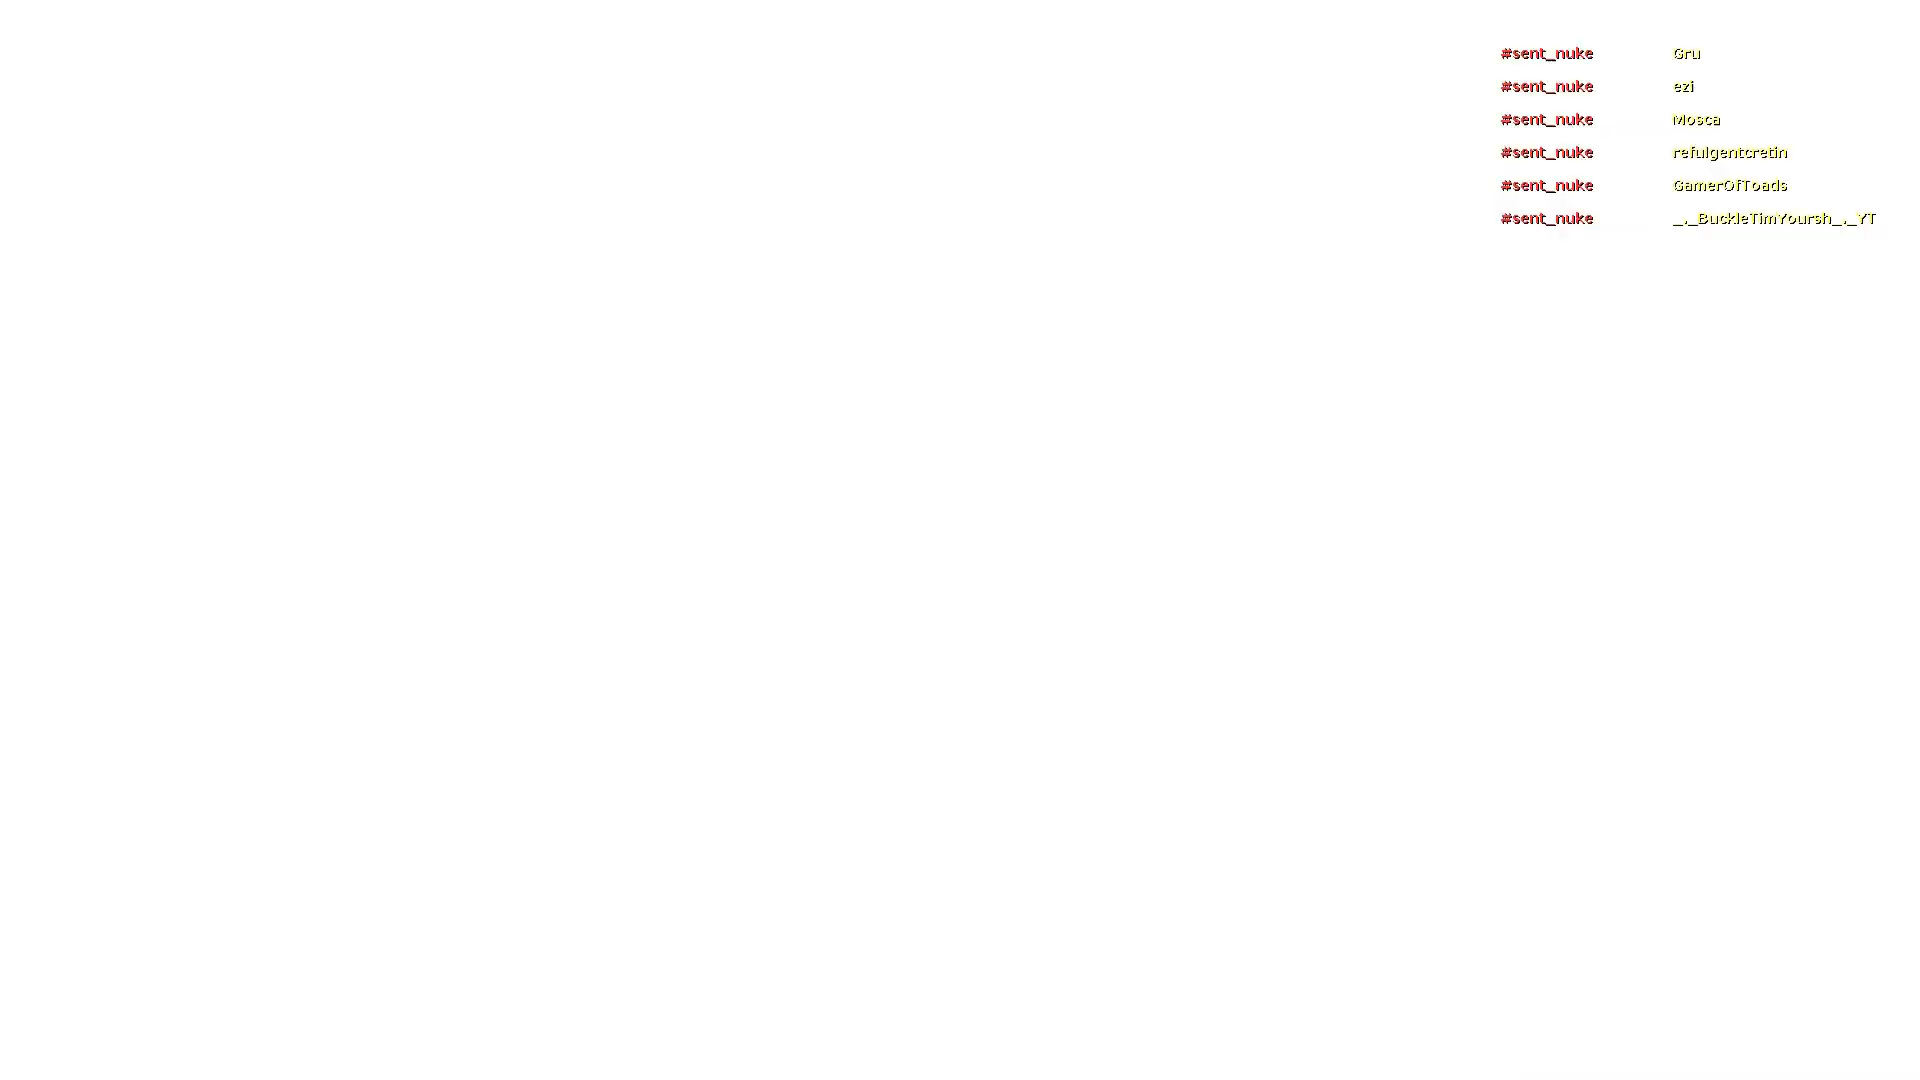 #sent_nuke Gru
#sent_nuke ezi
#sent_nuke Mosca
#sent_nuke refulgentcretin
#sent_nuke GamerOfToads
#sent_nuke _._BuckleTimYoursh_._YT